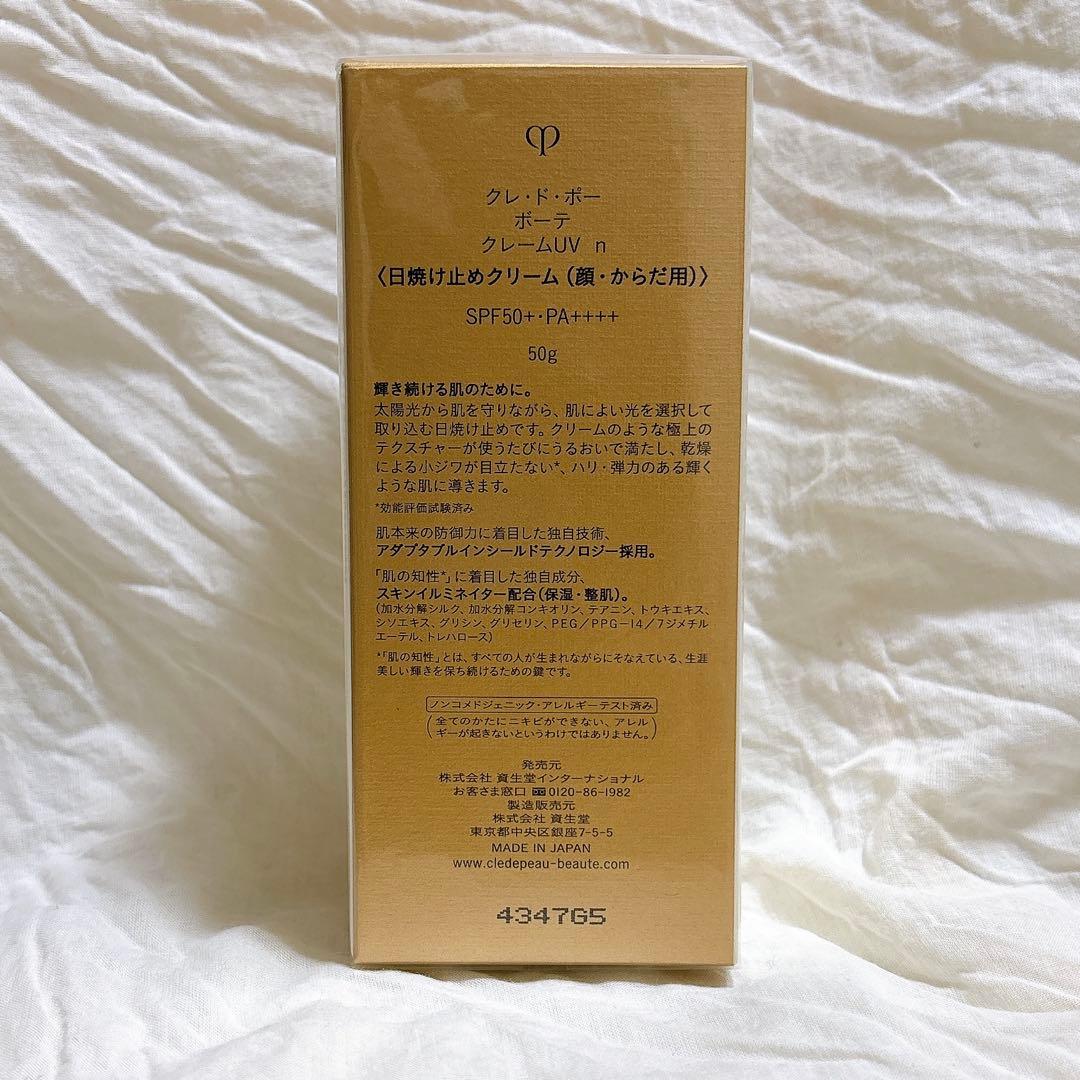 クレ・ド・ポー
ボーテ
クレームUV n
〈日焼け止めクリーム(顔・からだ用)〉
SPF50+・PA++++
50g
輝き続ける肌のために。
太陽光から肌を守りながら、肌によい光を選択して
取り込む日焼け止めです。クリームのような極上の
テクスチャーが使うたびにうるおいで満たし、乾燥
による小ジワが目立たない*、ハリ・弾力のある輝く
ような肌に導きます。
*効能評価試験済み
肌本来の防御力に着目した独自技術、
アダプタブルインシールドテクノロジー採用。
「肌の知性*」に着目した独自成分、
スキンイルミネイター配合(保湿・整肌)。
(加水分解シルク、加水分解コンキオリン、テアニン、トウキエキス、
シソエキス、グリシン、グリセリン、PEG/PPG-14/7ジメチル
エーテル、トレハロース)
*「肌の知性」とは、すべての人が生まれながらにそなえている、生涯
美しい輝きを保ち続けるための鍵です。
ノンコメドジェニック・アレルギーテスト済み
(全てのかたにニキビができない、アレル
ギーが起きないというわけではありません。)
発売元
株式会社 資生堂インターナショナル
お客さま窓口 0120-86-1982
製造販売元
株式会社 資生堂
東京都中央区銀座7-5-5
MADE IN JAPAN
www.cledepeau-beaute.com
4347G5